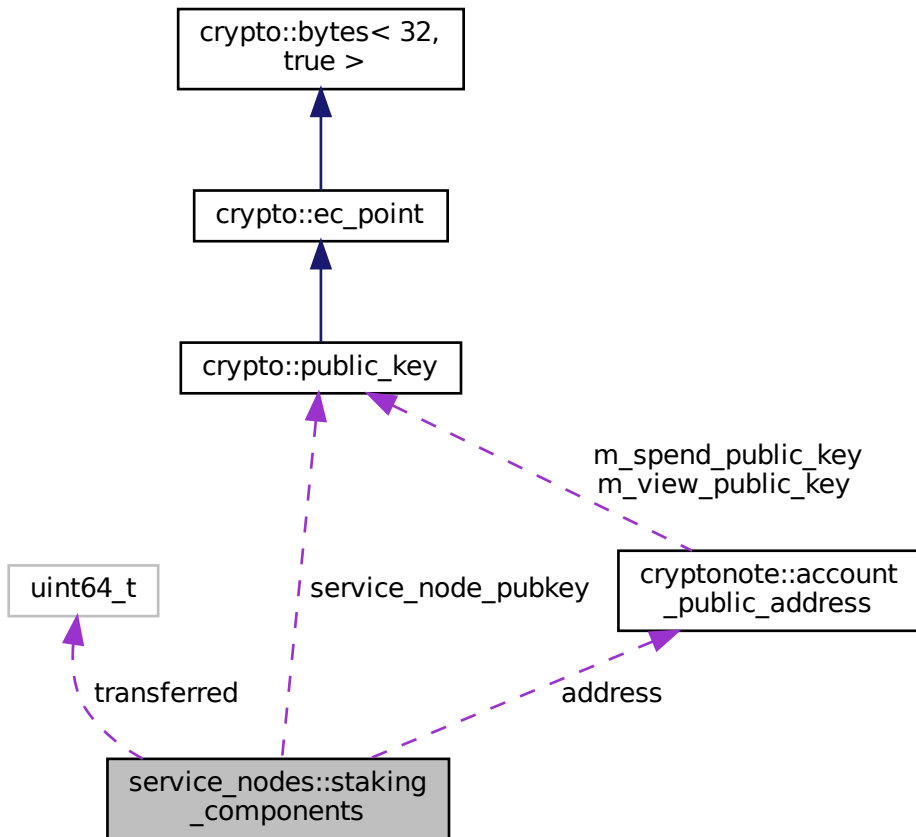 crypto::bytes< 32,
true >
crypto::ec_point
crypto::public_key
m_spend_public_key
m_view_public_key
uint64_t
service_node_pubkey
cryptonote::account
_public_address
transferred
address
service_nodes::staking
_components